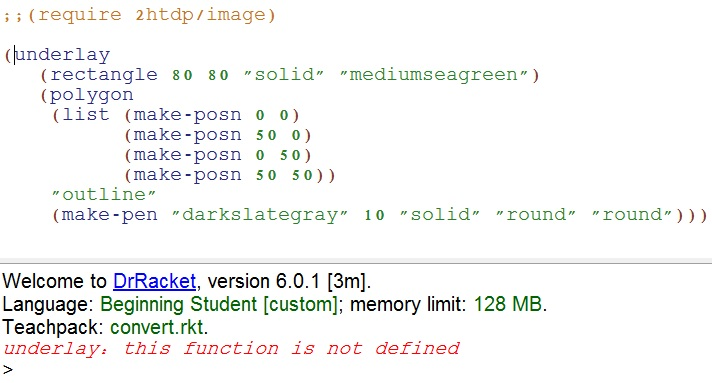 ;;(require 2htdp/image)
(underlay
(rectangle 80 80 "solid" "mediumseagreen")
(polygon
(list (make-posn 0 0)
(make-posn 50 0)
(make-posn 0 50)
(make-posn 50 50))
"outline"
(make-pen "darkslategray" 10 "solid" "round" "round")))
Welcome to DrRacket, version 6.0.1 [3m].
Language: Beginning Student [custom]; memory limit: 128 MB.
Teachpack: convert.rkt.
underlay: this function is not defined
>